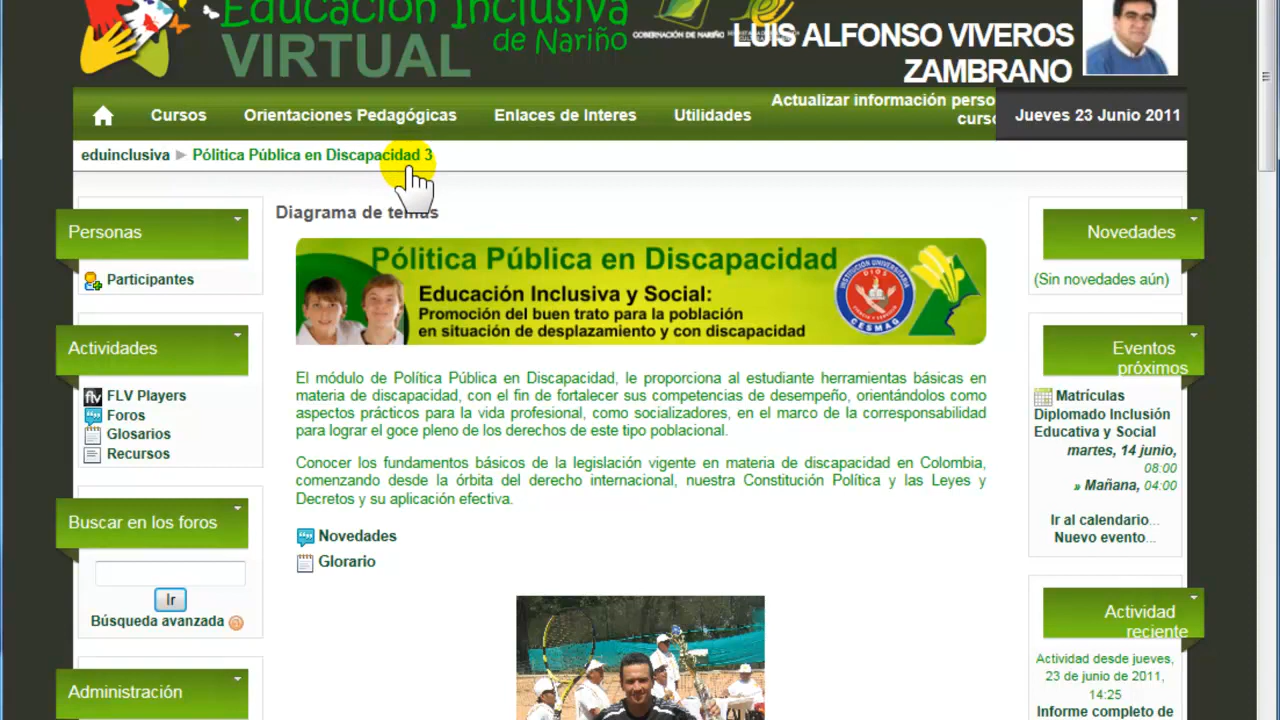 Educación Inclusiva
de Nariño
VIRTUAL
GOBERNACIÓN DE NARIÑO
LUIS ALFONSO VIVEROS
ZAMBRANO
Cursos
Orientaciones Pedagógicas
Enlaces de Interes
Utilidades
Actualizar información perso
curso
Jueves 23 Junio 2011
eduinclusiva ► Pólitica Pública en Discapacidad 3
Personas
Participantes
Actividades
FLV Players
Foros
Glosarios
Recursos
Buscar en los foros
Ir
Búsqueda avanzada
Administración
Diagrama de temas
Pólitica Pública en Discapacidad
Educación Inclusiva y Social:
Promoción del buen trato para la población
en situación de desplazamiento y con discapacidad
INSTITUCIÓN UNIVERSITARIA
DIOS
CESMAG
El módulo de Política Pública en Discapacidad, le proporciona al estudiante herramientas básicas en
materia de discapacidad, con el fin de fortalecer sus competencias de desempeño, orientándolos como
aspectos prácticos para la vida profesional, como socializadores, en el marco de la corresponsabilidad
para lograr el goce pleno de los derechos de este tipo poblacional.
Conocer los fundamentos básicos de la legislación vigente en materia de discapacidad en Colombia,
comenzando desde la órbita del derecho internacional, nuestra Constitución Política y las Leyes y
Decretos y su aplicación efectiva.
Novedades
Glorario
Novedades
(Sin novedades aún)
Eventos
próximos
Matrículas
Diplomado Inclusión
Educativa y Social
martes, 14 junio,
08:00
» Mañana, 04:00
Ir al calendario...
Nuevo evento...
Actividad
reciente
Actividad desde jueves,
23 de junio de 2011,
14:25
Informe completo de